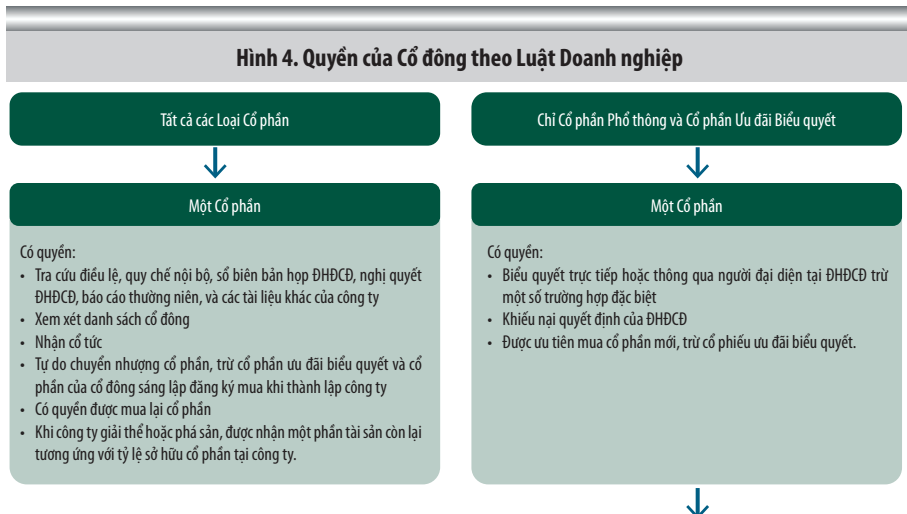 Hình 4. Quyền của Cổ đông theo Luật Doanh nghiệp
Tất cả các Loại Cổ phần
Một Cổ phần
Có quyền:
• Tra cứu điều lệ, quy chế nội bộ, sổ biên bản họp ĐHĐCĐ, nghị quyết
ĐHĐCĐ, báo cáo thường niên, và các tài liệu khác của công ty
• Xem xét danh sách cổ đông
• Nhận cổ tức
• Tự do chuyển nhượng cổ phần, trừ cổ phần ưu đãi biểu quyết và cổ
phần của cổ đông sáng lập đăng ký mua khi thành lập công ty
• Có quyền được mua lại cổ phần
• Khi công ty giải thể hoặc phá sản, được nhận một phần tài sản còn lại
tương ứng với tỷ lệ sở hữu cổ phần tại công ty.
Chỉ Cổ phần Phổ thông và Cổ phần Ưu đãi Biểu quyết
Một Cổ phần
Có quyền:
• Biểu quyết trực tiếp hoặc thông qua người đại diện tại ĐHĐCĐ trừ
một số trường hợp đặc biệt
• Khiếu nại quyết định của ĐHĐCĐ
• Được ưu tiên mua cổ phần mới, trừ cổ phiếu ưu đãi biểu quyết.